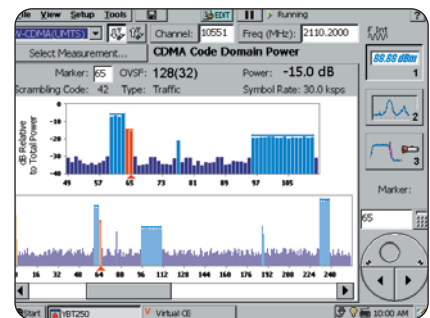 File View Setup Tools EDIT Running ?
W-CDMA(UMTS) Channel: 10551 Freq (MHz): 2110.2000 F Int
Select Measurement... CDMA Code Domain Power
88.88 dBm
1
Marker: 65 OVSF: 128(32) Power: -15.0 dB
Scrambling Code: 42 Type: Traffic Symbol Rate: 30.0 ksps
dB Relative to Total Power
0
-20
-30
-40
49 57 65 73 81 89 97 105
2
3
Marker:
65
16 32 48 64 80 96 112 128 144 160 176 192 208 224 240
Start YBT250 Virtual CE 10:00 AM